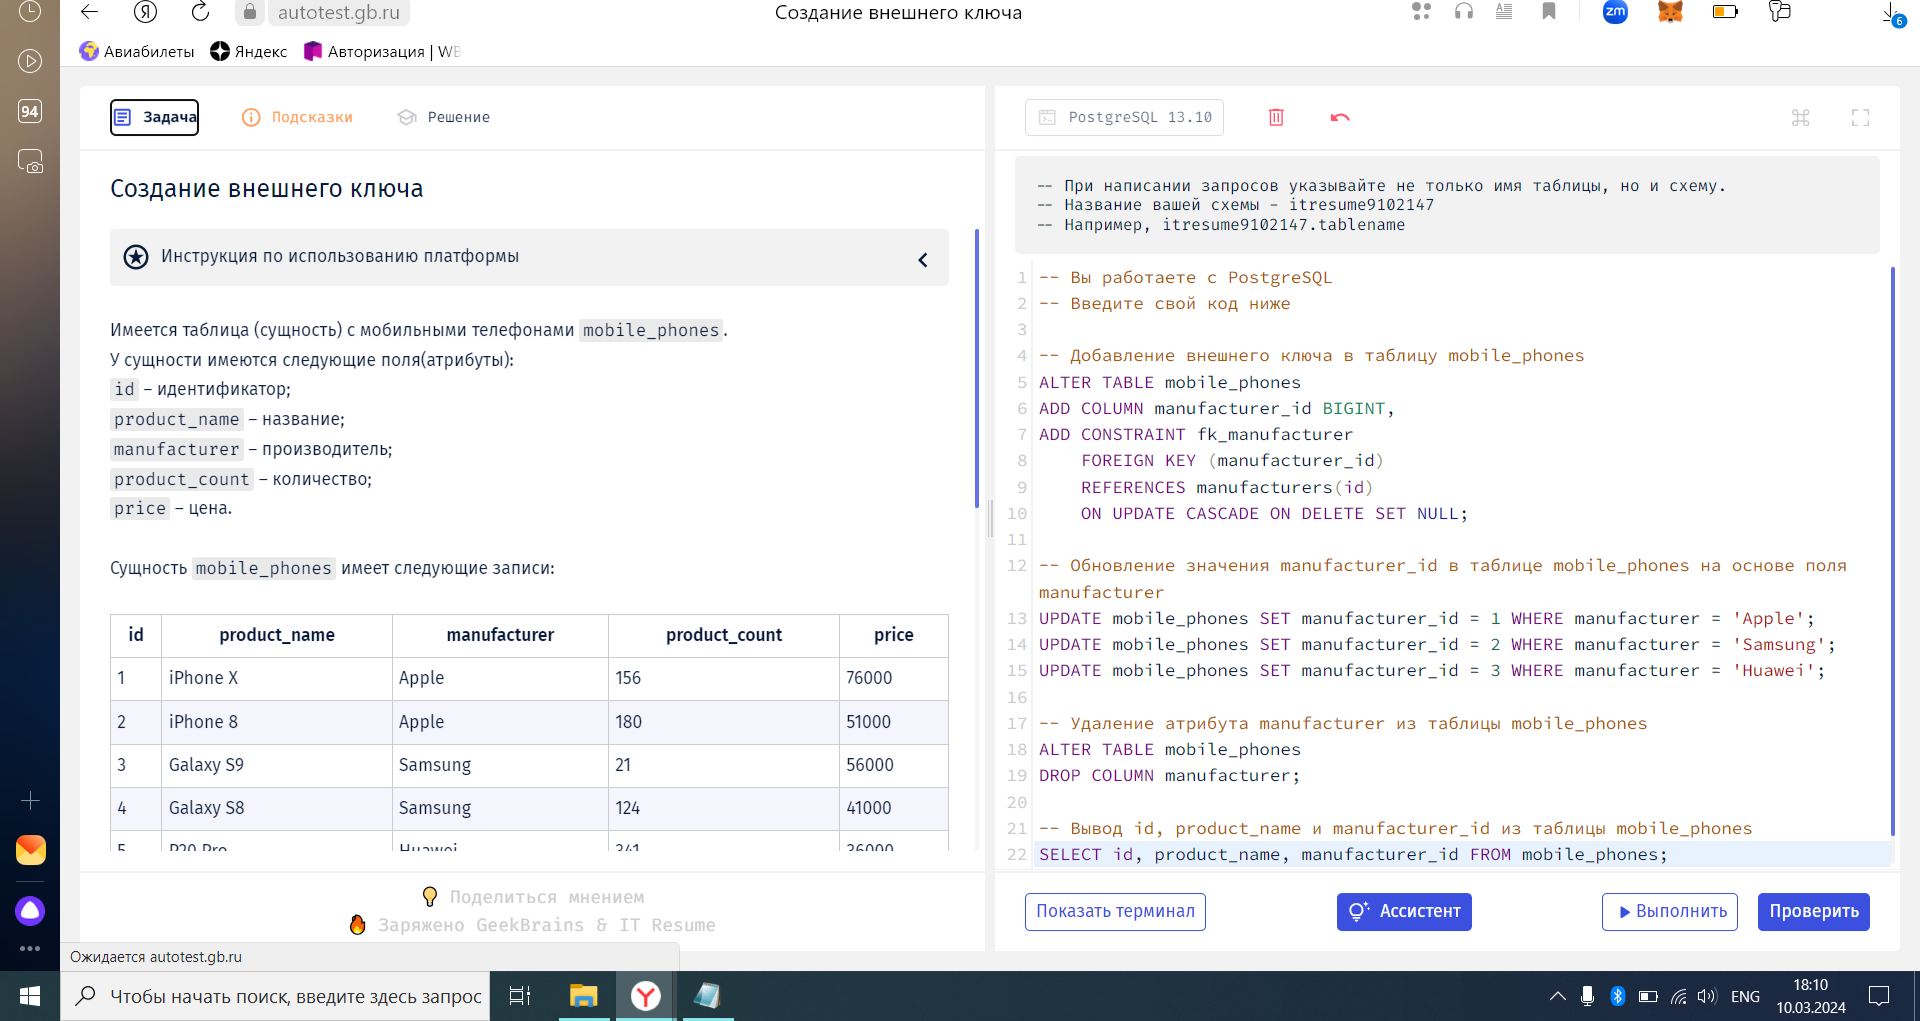 autotest.gb.ru
Создание внешнего ключа
zm
6
Авиабилеты
Яндекс
Авторизация | WB
94
Задача
Подсказки
Решение
Создание внешнего ключа
Инструкция по использованию платформы
Имеется таблица (сущность) с мобильными телефонами mobile_phones.
У сущности имеются следующие поля(атрибуты):
id – идентификатор;
product_name – название;
manufacturer – производитель;
product_count – количество;
price – цена.
Сущность mobile_phones имеет следующие записи:
id product_name manufacturer product_count price
1 iPhone X Apple 156 76000
2 iPhone 8 Apple 180 51000
3 Galaxy S9 Samsung 21 56000
4 Galaxy S8 Samsung 124 41000
5 P20 Pro Huawei 341 36000
Поделиться мнением
Заряжено GeekBrains & IT Resume
Ожидается autotest.gb.ru
PostgreSQL 13.10
-- При написании запросов указывайте не только имя таблицы, но и схему.
-- Название вашей схемы - itresume9102147
-- Например, itresume9102147.tablename
1 -- Вы работаете с PostgreSQL
2 -- Введите свой код ниже
3
4 -- Добавление внешнего ключа в таблицу mobile_phones
5 ALTER TABLE mobile_phones
6 ADD COLUMN manufacturer_id BIGINT,
7 ADD CONSTRAINT fk_manufacturer
8 FOREIGN KEY (manufacturer_id)
9 REFERENCES manufacturers(id)
10 ON UPDATE CASCADE ON DELETE SET NULL;
11
12 -- Обновление значения manufacturer_id в таблице mobile_phones на основе поля
manufacturer
13 UPDATE mobile_phones SET manufacturer_id = 1 WHERE manufacturer = 'Apple';
14 UPDATE mobile_phones SET manufacturer_id = 2 WHERE manufacturer = 'Samsung';
15 UPDATE mobile_phones SET manufacturer_id = 3 WHERE manufacturer = 'Huawei';
16
17 -- Удаление атрибута manufacturer из таблицы mobile_phones
18 ALTER TABLE mobile_phones
19 DROP COLUMN manufacturer;
20
21 -- Вывод id, product_name и manufacturer_id из таблицы mobile_phones
22 SELECT id, product_name, manufacturer_id FROM mobile_phones;
Показать терминал
Ассистент
Выполнить
Проверить
Чтобы начать поиск, введите здесь запрос
ENG
18:10
10.03.2024